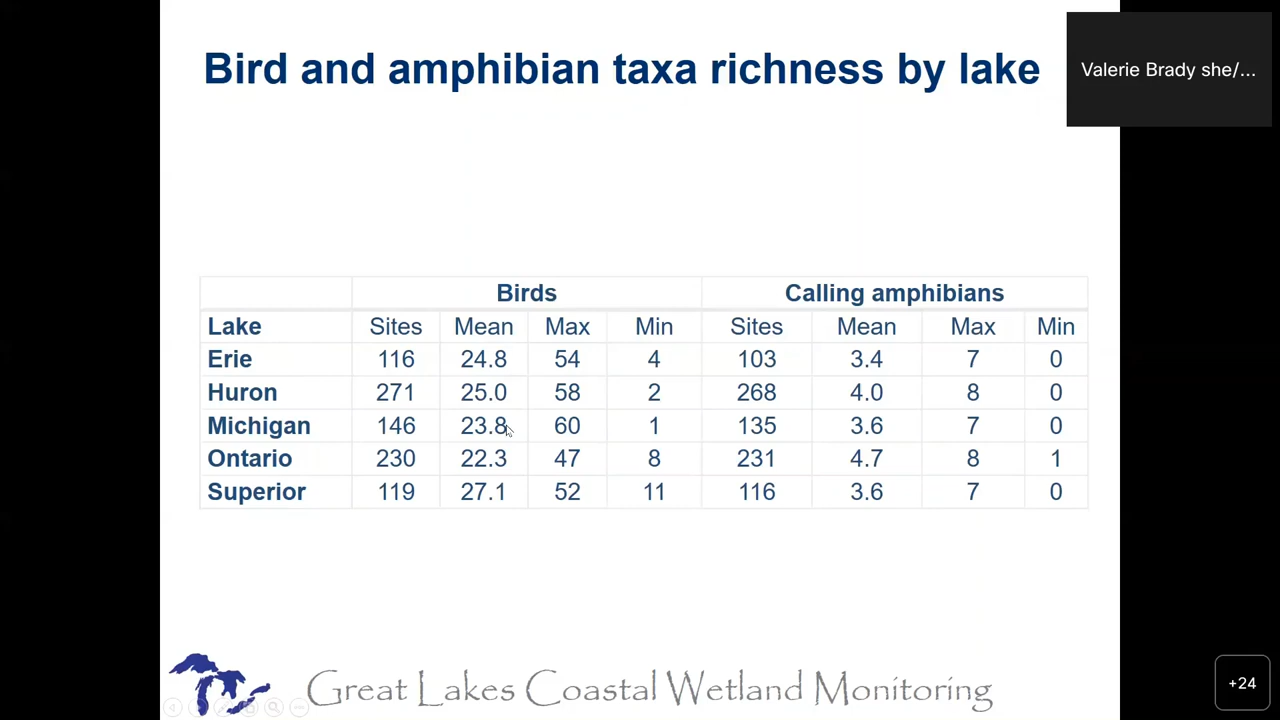 Bird and amphibian taxa richness by lake
Valerie Brady she/...
Birds Calling amphibians
Lake Sites Mean Max Min Sites Mean Max Min
Erie 116 24.8 54 4 103 3.4 7 0
Huron 271 25.0 58 2 268 4.0 8 0
Michigan 146 23.8 60 1 135 3.6 7 0
Ontario 230 22.3 47 8 231 4.7 8 1
Superior 119 27.1 52 11 116 3.6 7 0
Great Lakes Coastal Wetland Monitoring
+24